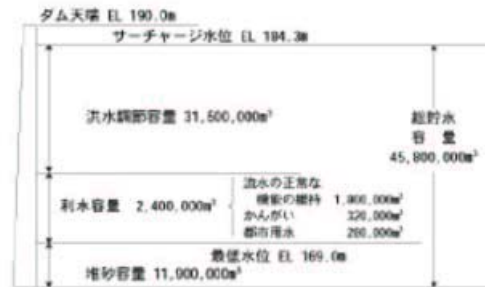 ダム天端 EL 190.0m
サーチャージ水位 EL 184.3m
洪水調節容量 31,500,000m³
総貯水
容 量
45,800,000m³
流水の正常な
機能の維持 1,800,000m³
利水容量 2,400,000m³
かんがい 320,000m³
都市用水 280,000m³
最低水位 EL 169.0m
堆砂容量 11,900,000m³